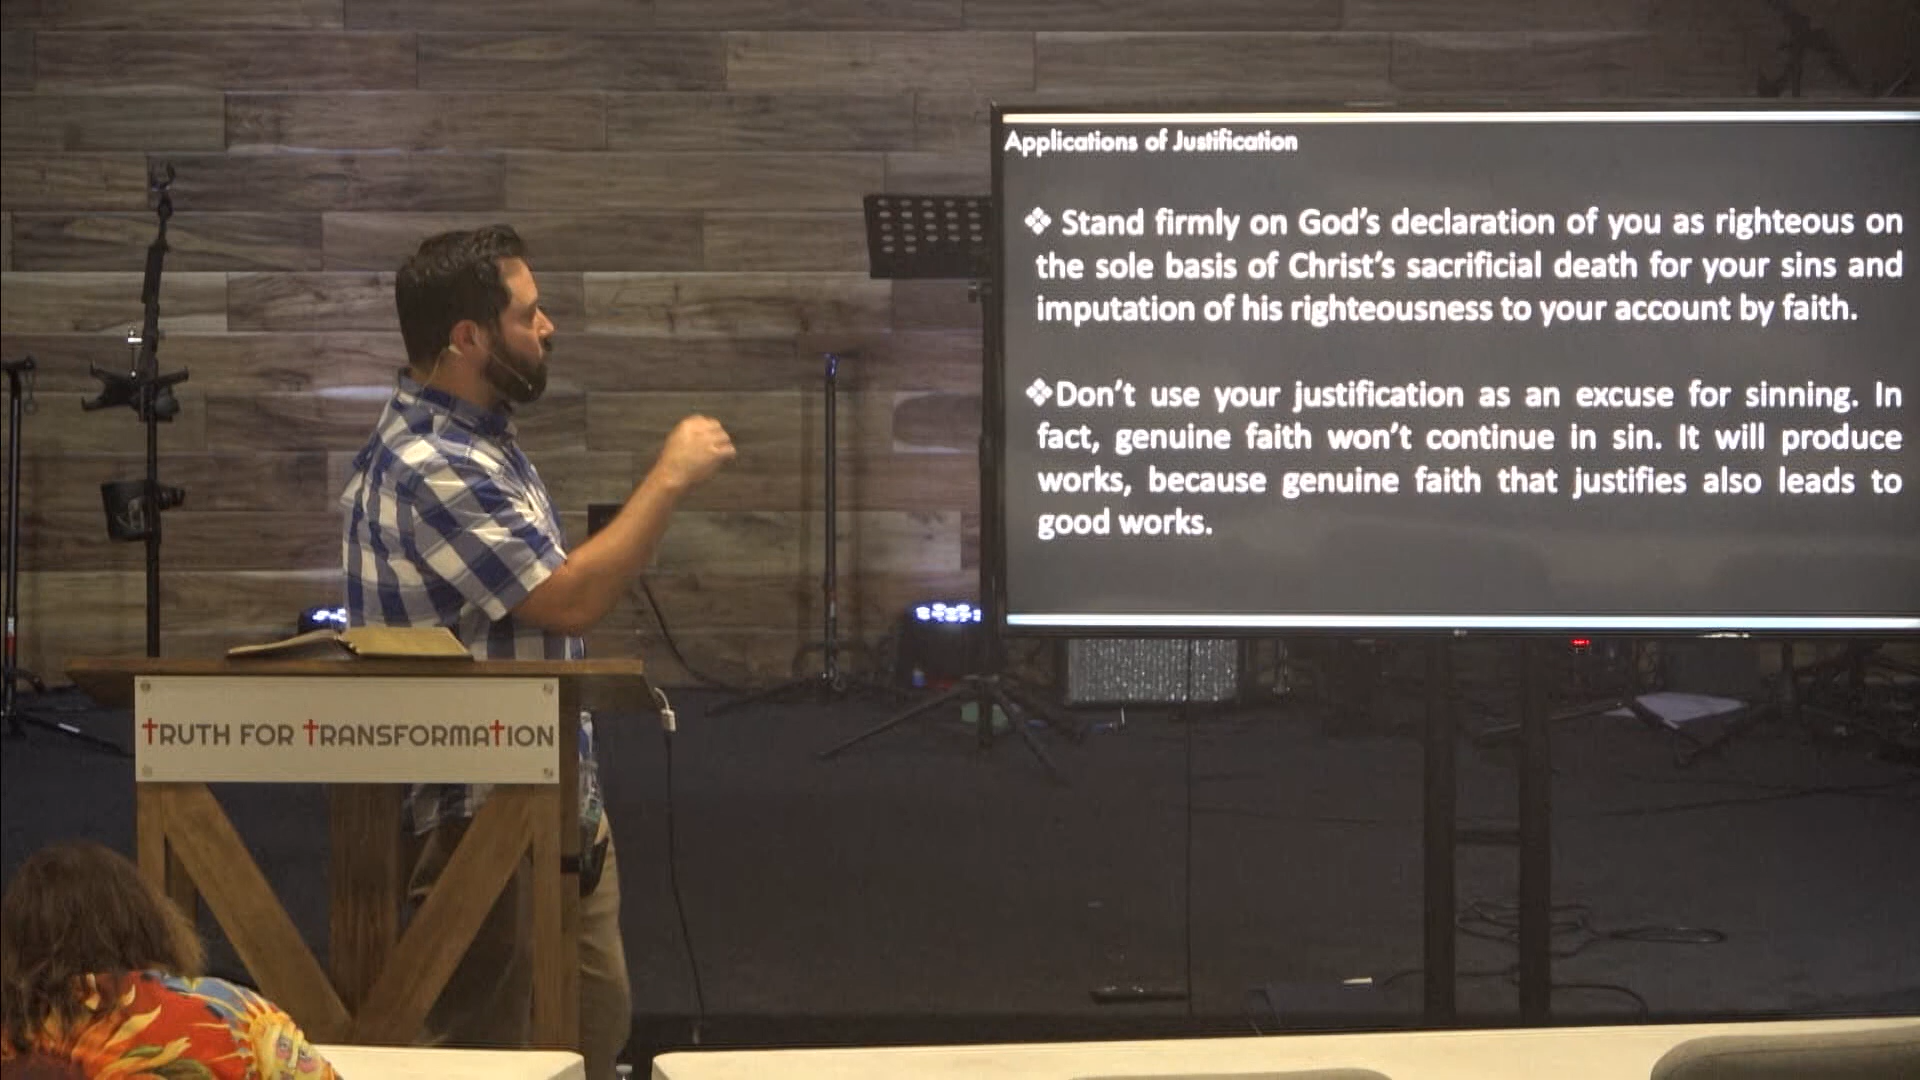 Applications of Justification
❖ Stand firmly on God's declaration of you as righteous on
the sole basis of Christ's sacrificial death for your sins and
imputation of his righteousness to your account by faith.
❖Don't use your justification as an excuse for sinning. In
fact, genuine faith won't continue in sin. It will produce
works, because genuine faith that justifies also leads to
good works.
TRUTH FOR TRANSFORMATION